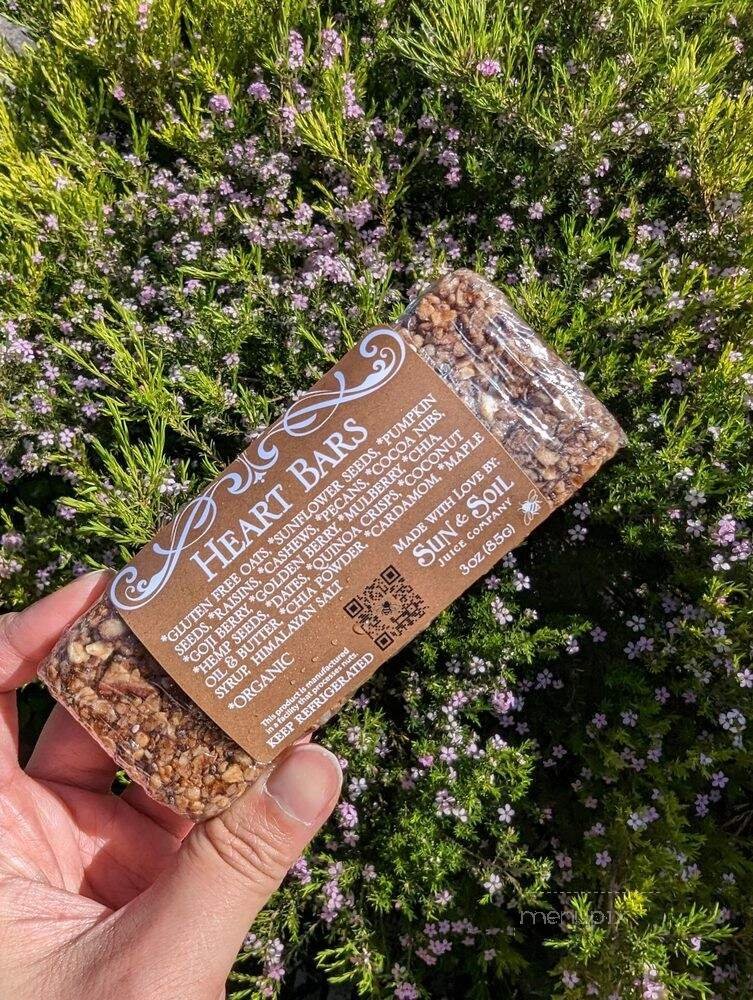 HEART BARS
*GLUTEN FREE OATS, *SUNFLOWER SEEDS, *PUMPKIN
SEEDS, *RAISINS, *CASHEWS, *PECANS, *COCOA NIBS,
*GOJI BERRY, *GOLDEN BERRY, *MULBERRY, *CHIA,
*HEMP SEEDS, *DATES, *QUINOA CRISPS, *COCONUT
OIL & BUTTER, *CHIA POWDER, *CARDAMOM, *MAPLE
SYRUP, HIMALAYAN SALT
*ORGANIC
This product is manufactured
in a facility that processes nuts.
KEEP REFRIGERATED
MADE WITH LOVE BY:
SUN & SOIL
JUICE COMPANY
3OZ (85G)
menupix